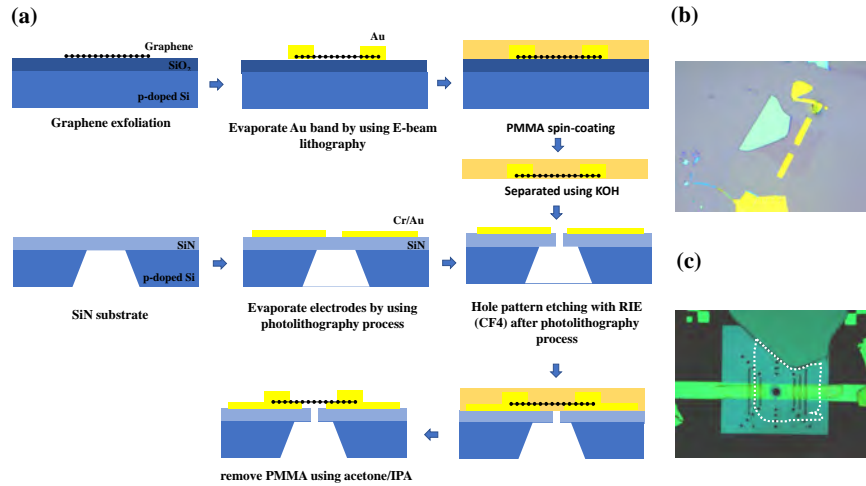 (a)
Graphene
SiO2
p-doped Si
Graphene exfoliation
Au
Evaporate Au band by using E-beam
lithography
PMMA spin-coating
Separated using KOH
SiN
p-doped Si
SiN substrate
Cr/Au
SiN
Evaporate electrodes by using
photolithography process
Hole pattern etching with RIE
(CF4) after photolithography
process
remove PMMA using acetone/IPA
(b)
(c)